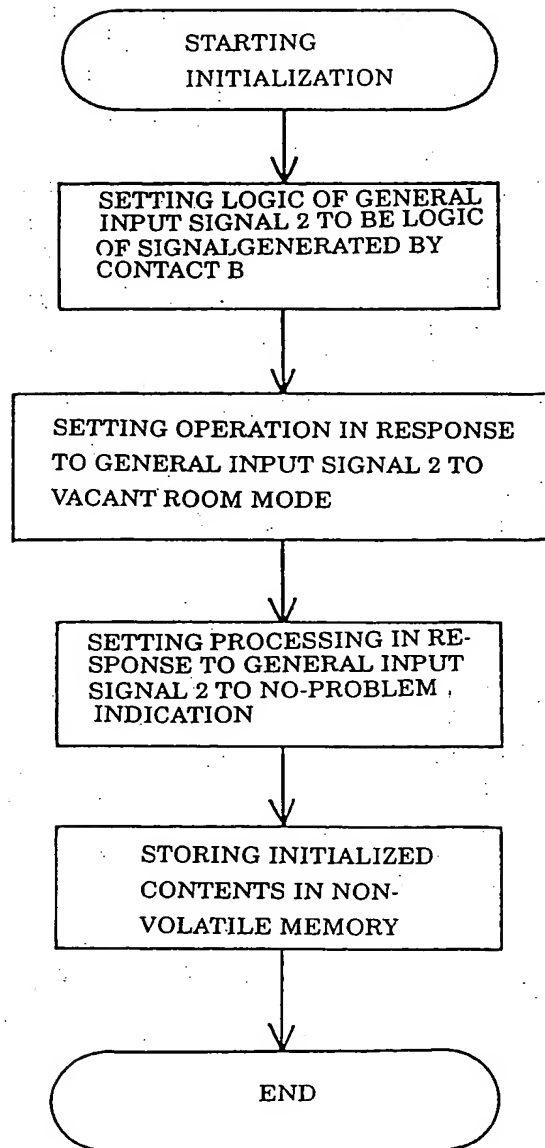 STARTING
INITIALIZATION
SETTING LOGIC OF GENERAL
INPUT SIGNAL 2 TO BE LOGIC
OF SIGNALGENERATED BY
CONTACT B
SETTING OPERATION IN RESPONSE
TO GENERAL INPUT SIGNAL 2 TO
VACANT ROOM MODE
SETTING PROCESSING IN RE-
SPONSE TO GENERAL INPUT
SIGNAL 2 TO NO-PROBLEM
INDICATION
STORING INITIALIZED
CONTENTS IN NON-
VOLATILE MEMORY
END